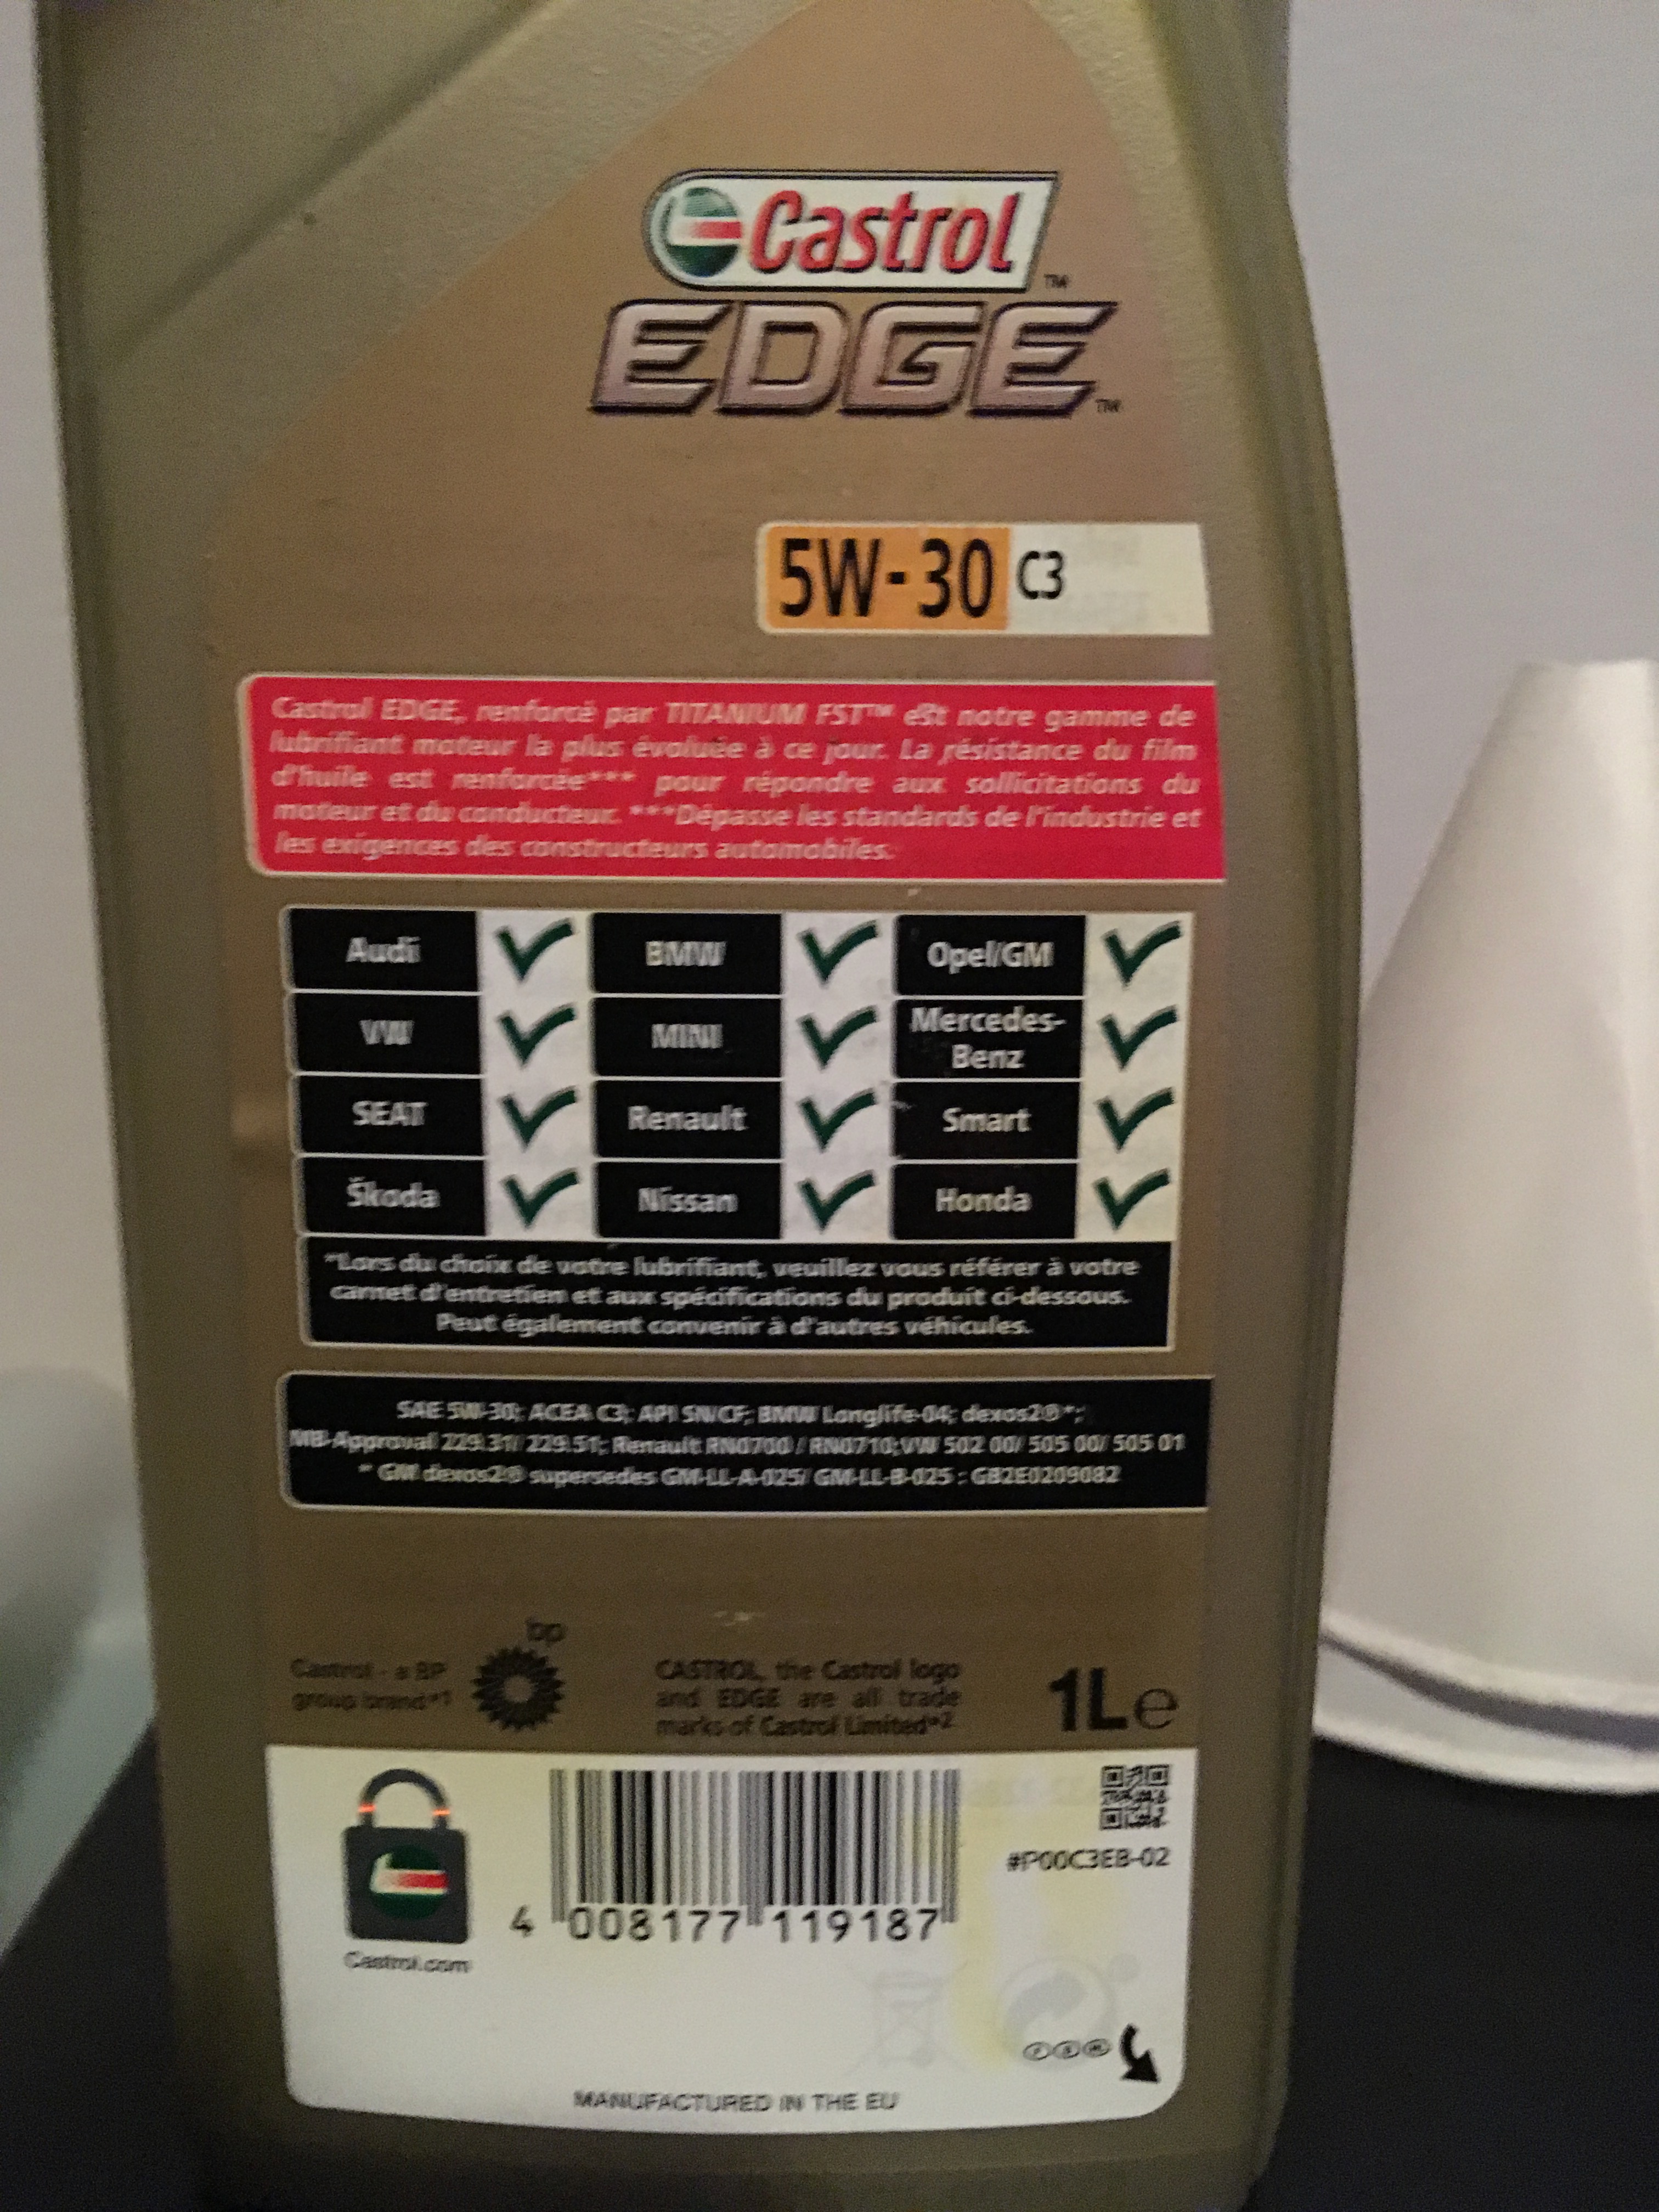 Castrol
TM
EDGE
TM
5W-30 C3
Castrol EDGE, renforcé par TITANIUM FST™ est notre gamme de
lubrifiant moteur la plus évoluée à ce jour. La résistance du film
d'huile est renforcée*** pour répondre aux sollicitations du
moteur et du conducteur. ***Dépasse les standards de l'industrie et
les exigences des constructeurs automobiles.
Audi BMW Opel/GM
VW MINI Mercedes-
Benz
SEAT Renault Smart
Škoda Nissan Honda
*Lors du choix de votre lubrifiant, veuillez vous référer à votre
carnet d'entretien et aux spécifications du produit ci-dessous.
Peut également convenir à d'autres véhicules.
SAE 5W-30; ACEA C3; API SN/CF; BMW Longlife-04; dexos2®*;
MB-Approval 229.31/ 229.51; Renault RN0700 / RN0710; VW 502 00/ 505 00/ 505 01
* GM dexos2® supersedes GM-LL-A-025/ GM-LL-B-025 : GB2E0209082
bp
Castrol - a BP
group brand*1
CASTROL, the Castrol logo
and EDGE are all trade
marks of Castrol Limited*2
1L e
#P00C3EB-02
4 008177 119187
Castrol.com
MANUFACTURED IN THE EU